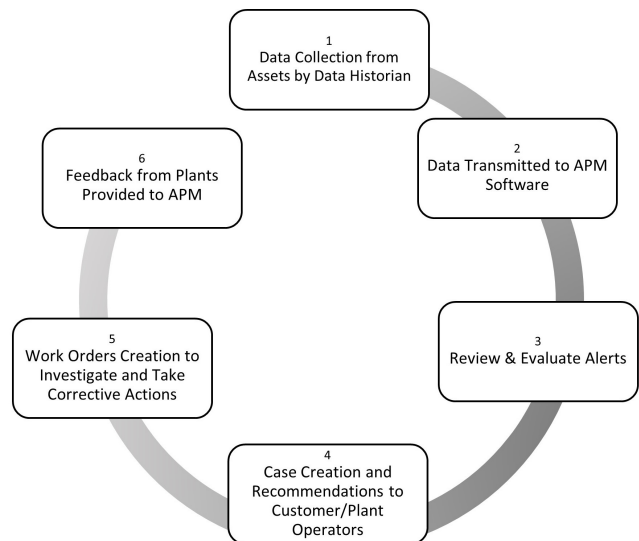 1
Data Collection from
Assets by Data Historian
2
Data Transmitted to APM
Software
3
Review & Evaluate Alerts
4
Case Creation and
Recommendations to
Customer/Plant
Operators
5
Work Orders Creation to
Investigate and Take
Corrective Actions
6
Feedback from Plants
Provided to APM